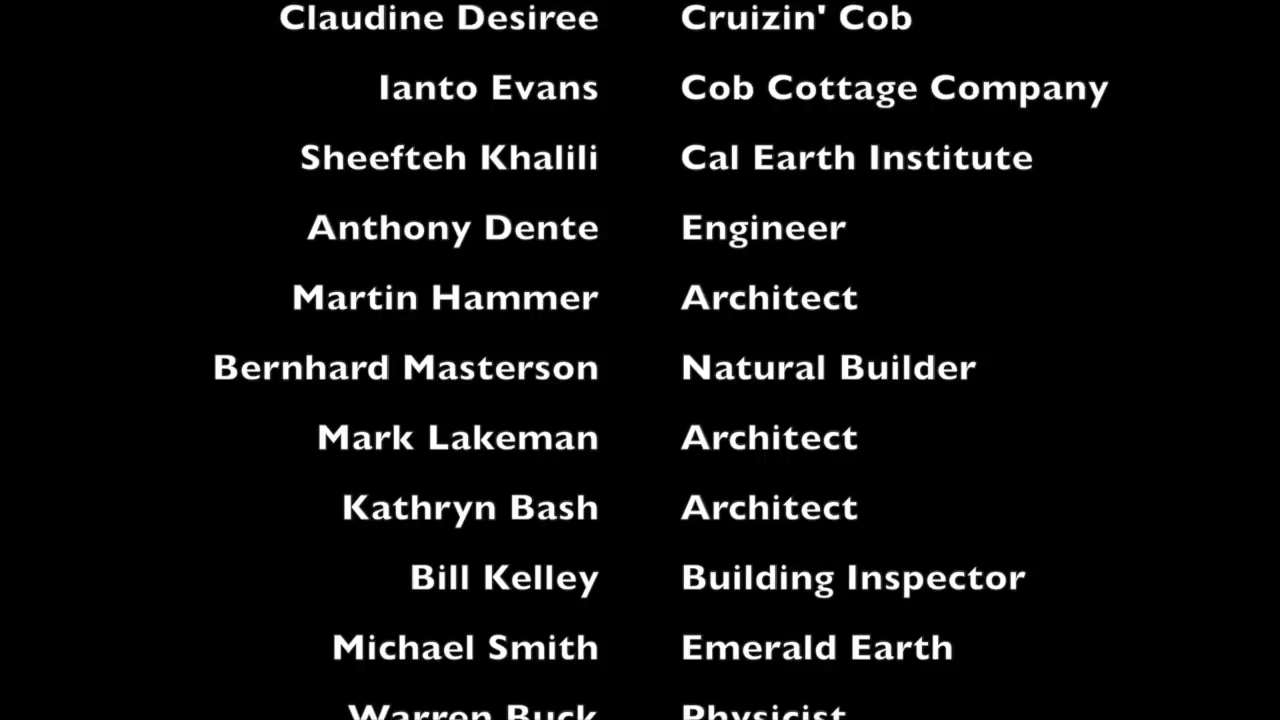 Claudine Desiree Cruizin' Cob
Ianto Evans Cob Cottage Company
Sheefteh Khalili Cal Earth Institute
Anthony Dente Engineer
Martin Hammer Architect
Bernhard Masterson Natural Builder
Mark Lakeman Architect
Kathryn Bash Architect
Bill Kelley Building Inspector
Michael Smith Emerald Earth
Warren Buck Physicist